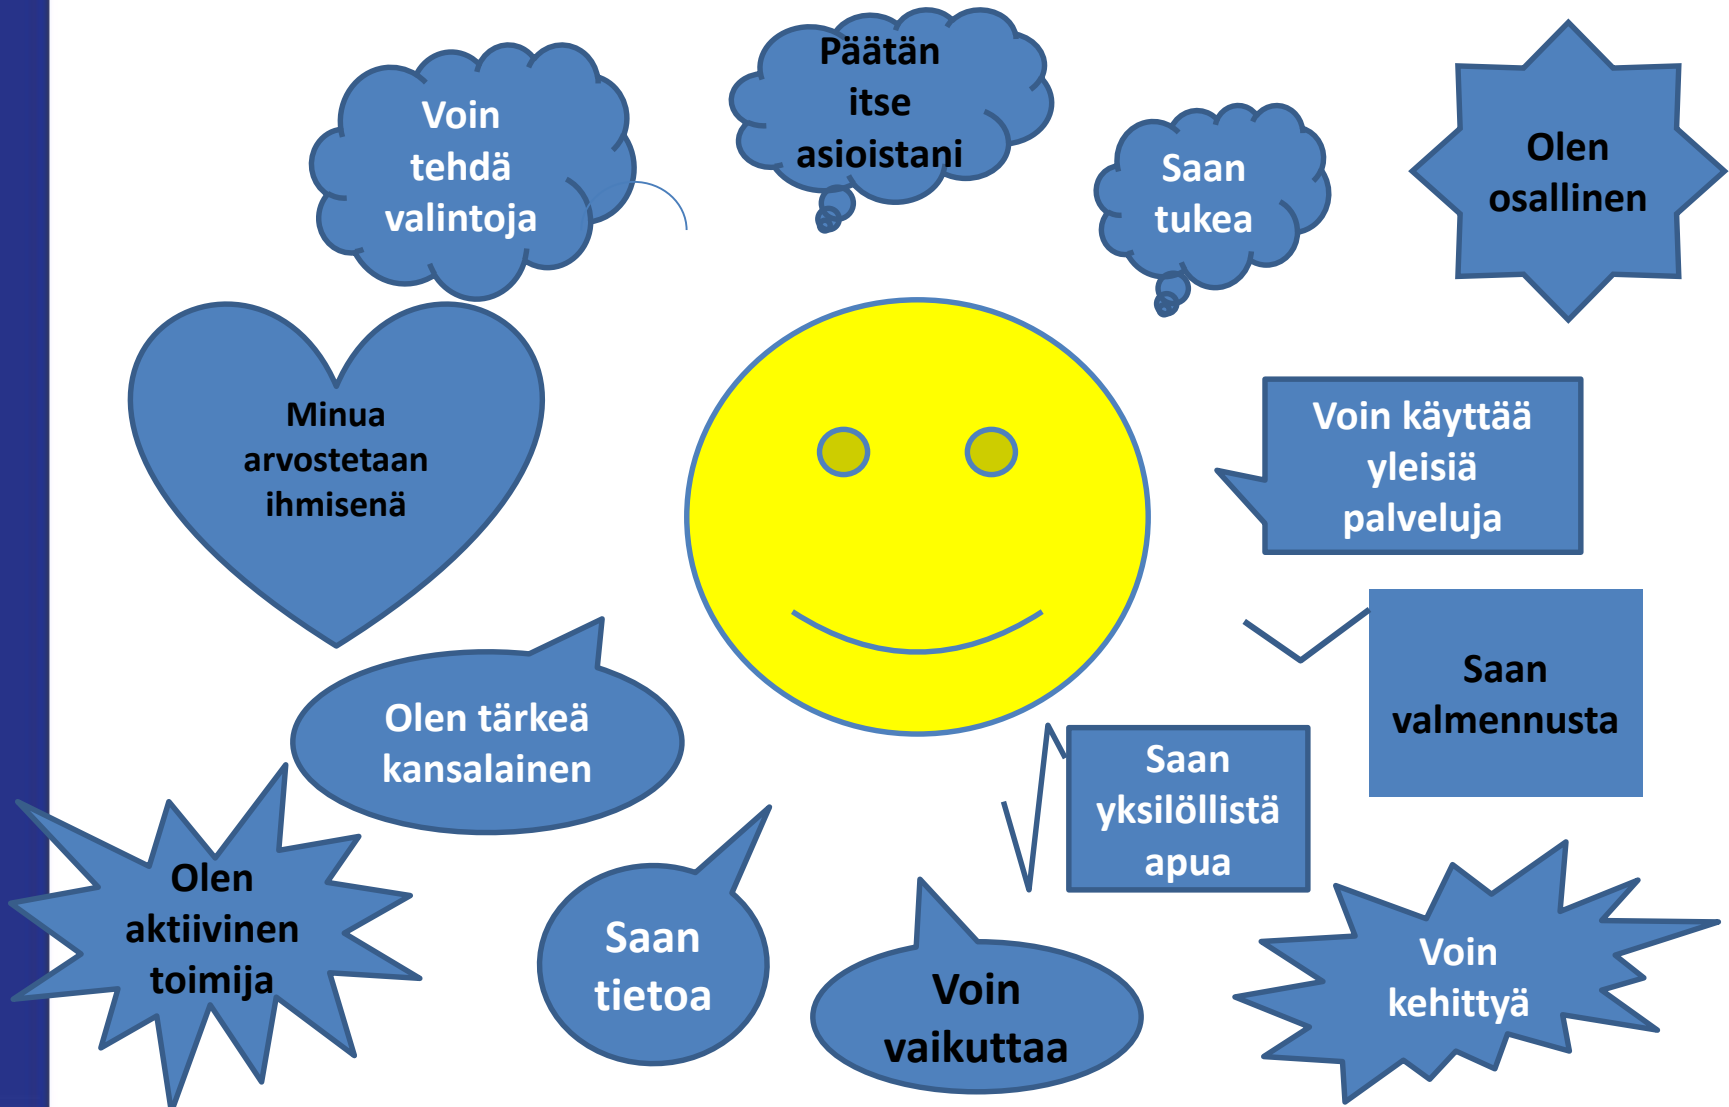 Voin
tehdä
valintoja
Päätän
itse
asioistani
Saan
tukea
Olen
osallinen
Minua
arvostetaan
ihmisenä
Voin käyttää
yleisiä
palveluja
Saan
valmennusta
Olen tärkeä
kansalainen
Saan
yksilöllistä
apua
Olen
aktiivinen
toimija
Saan
tietoa
Voin
vaikuttaa
Voin
kehittyä